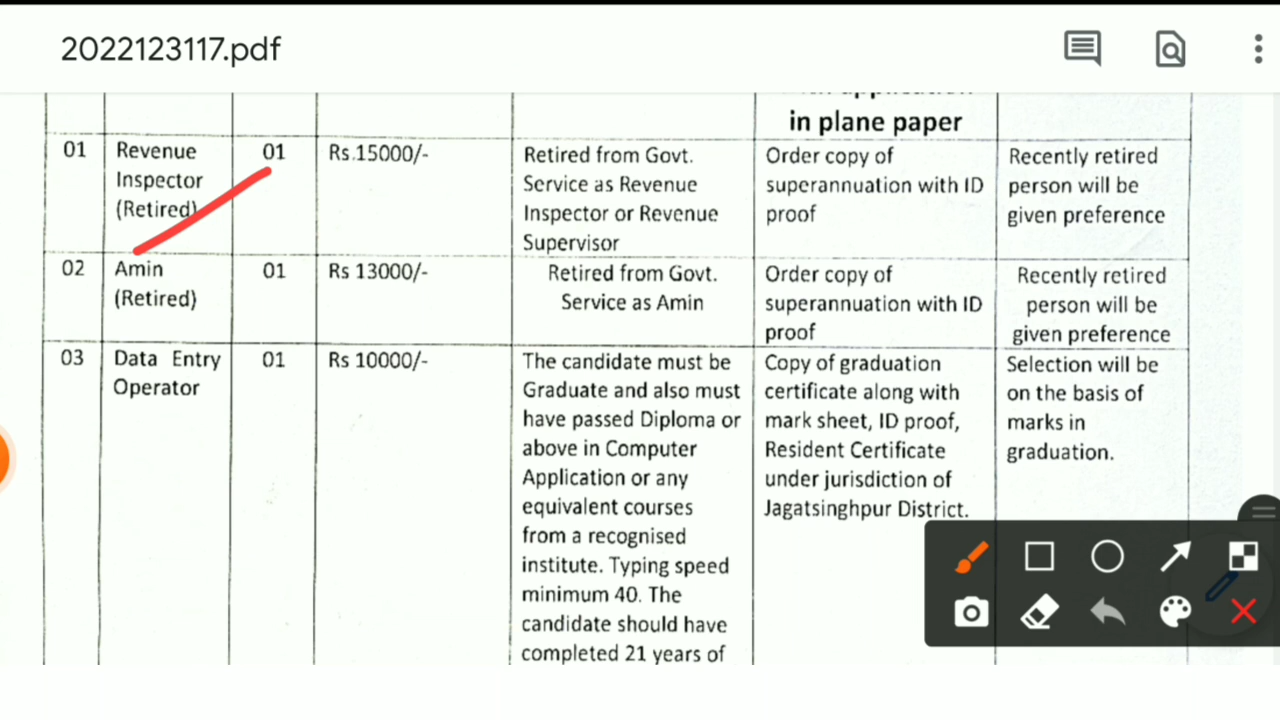 2022123117.pdf
in plane paper
01 Revenue Inspector (Retired) 01 Rs.15000/- Retired from Govt. Service as Revenue Inspector or Revenue Supervisor Order copy of superannuation with ID proof Recently retired person will be given preference
02 Amin (Retired) 01 Rs 13000/- Retired from Govt. Service as Amin Order copy of superannuation with ID proof Recently retired person will be given preference
03 Data Entry Operator 01 Rs 10000/- The candidate must be Graduate and also must have passed Diploma or above in Computer Application or any equivalent courses from a recognised institute. Typing speed minimum 40. The candidate should have completed 21 years of Copy of graduation certificate along with mark sheet, ID proof, Resident Certificate under jurisdiction of Jagatsinghpur District. Selection will be on the basis of marks in graduation.